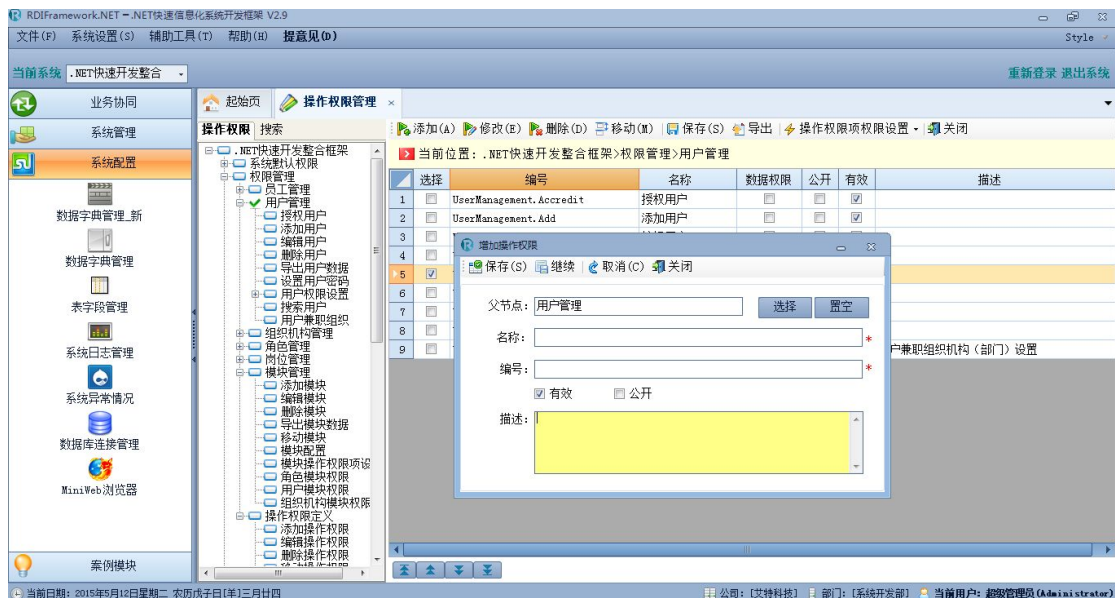 RDIFramework.NET-.NET快速信息化系统开发框架 V2.9
文件(F) 系统设置(S) 辅助工具(T) 帮助(H) 提意见(O) Style
当前系统 .NET快速开发整合 重新登录 退出系统
业务协同
系统管理
系统配置
数据字典管理_新
数据字典管理
表字段管理
系统日志管理
系统异常情况
数据库连接管理
MiniWeb浏览器
案例模块
起始页 操作权限管理 ×
操作权限 搜索
.NET快速开发整合框架
系统默认权限
权限管理
员工管理
用户管理
授权用户
添加用户
编辑用户
删除用户
导出用户数据
设置用户密码
用户权限设置
搜索用户
用户兼职组织
组织机构管理
角色管理
岗位管理
模块管理
添加模块
编辑模块
删除模块
导出模块数据
移动模块
模块配置
模块操作权限项设
角色模块权限
用户模块权限
组织机构模块权限
操作权限定义
添加操作权限
编辑操作权限
删除操作权限
添加(A) 修改(E) 删除(D) 移动(M) 保存(S) 导出 操作权限项权限设置 关闭
当前位置:.NET快速开发整合框架>权限管理>用户管理
选择 编号 名称 数据权限 公开 有效 描述
1 UserManagement.Accredit 授权用户
2 UserManagement.Add 添加用户
3
4
5
6
7
8
9 户兼职组织机构(部门)设置
增加操作权限
保存(S) 继续 取消(C) 关闭
父节点: 用户管理 选择 置空
名称: *
编号: *
有效 公开
描述:
当前日期: 2015年5月12日星期二 农历戊子日[羊]三月廿四 公司: [艾特科技] 部门: [系统开发部] 当前用户: 超级管理员(Administrator)